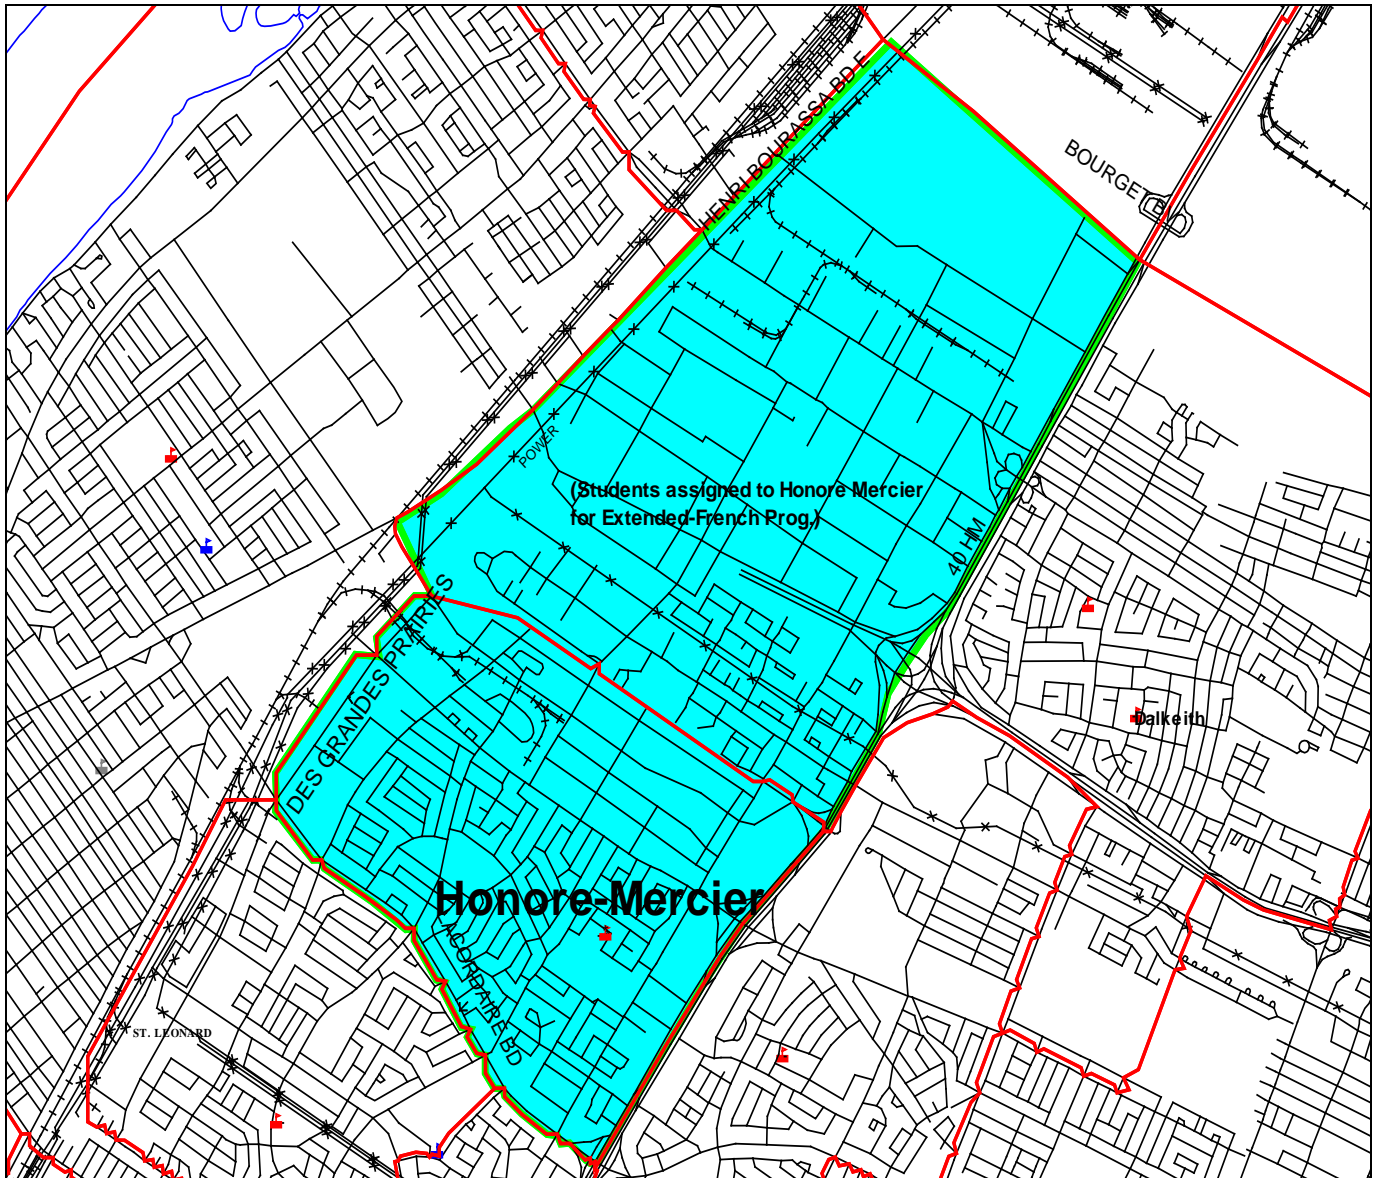 HENRI BOURASSA BD E
BOURGET B
POWER
(Students assigned to Honore Mercier
for Extended-French Prog.)
40 HM
DES GRANDES PRAIRIES
Dalkeith
Honore-Mercier
LACORDAIRE BD
ST. LEONARD